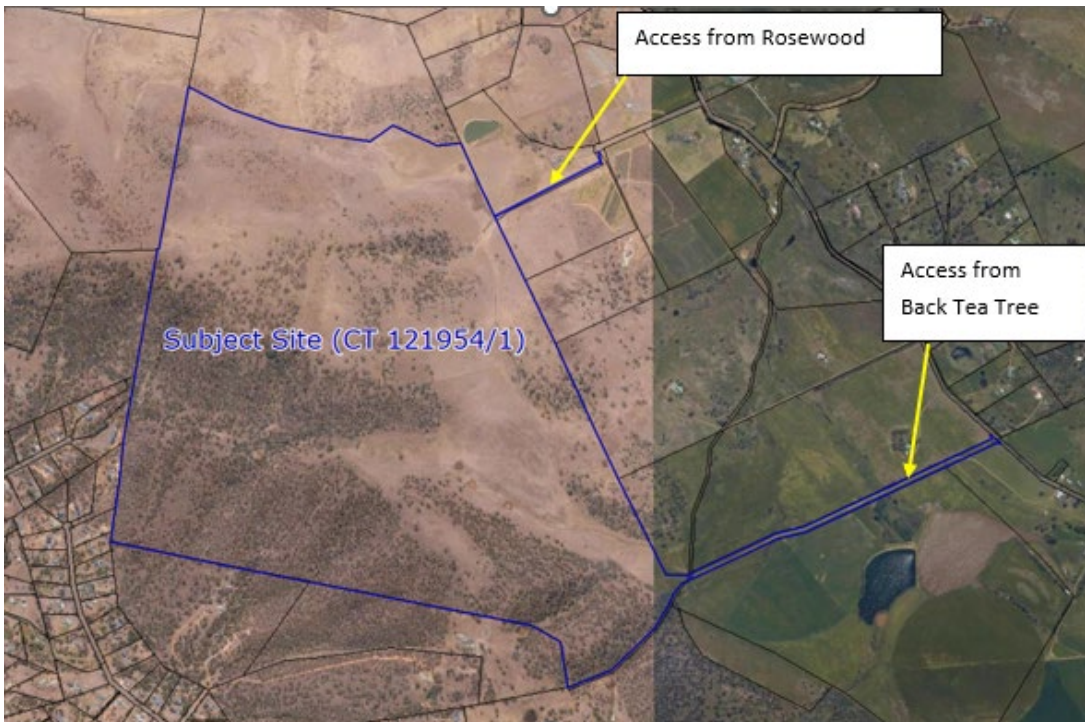 Access from Rosewood
Access from
Back Tea Tree
Subject Site (CT 121954/1)